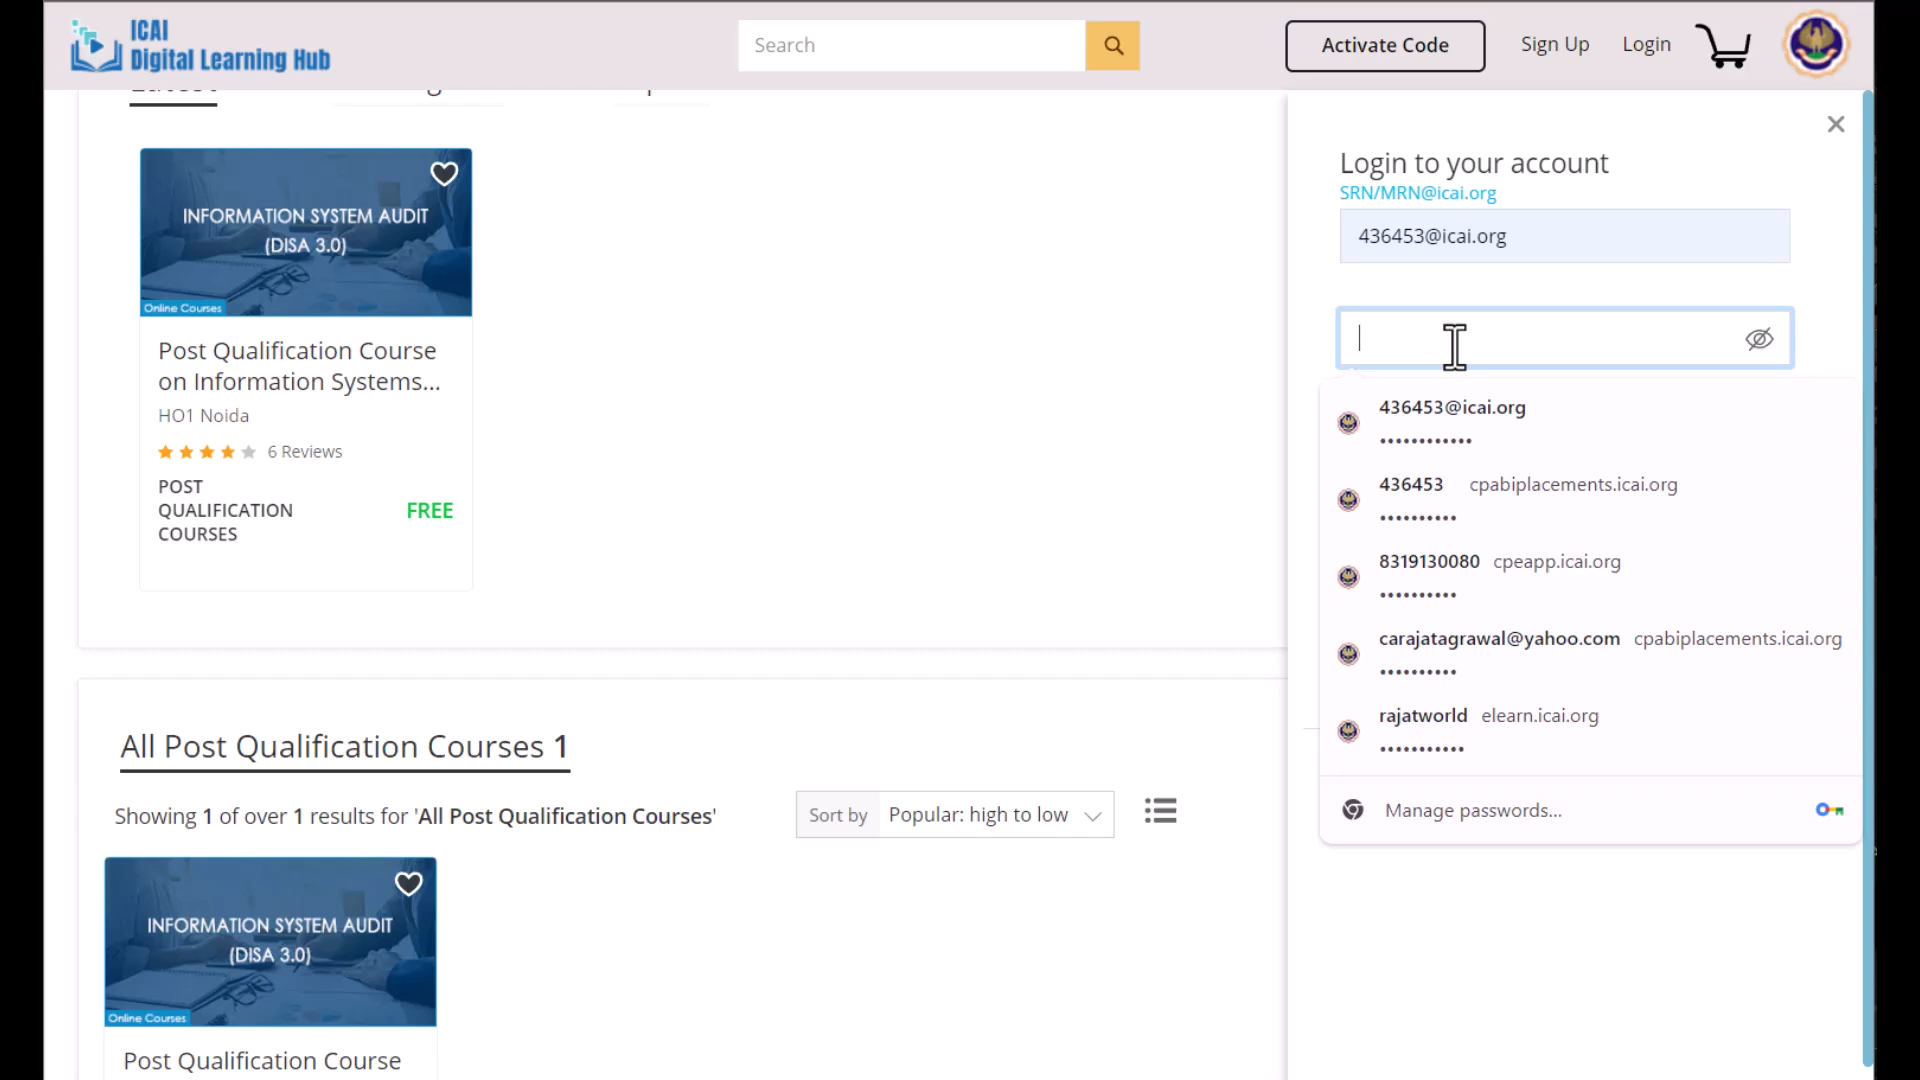 ICAI
Digital Learning Hub
Search
Activate Code
Sign Up
Login
Latest
INFORMATION SYSTEM AUDIT
(DISA 3.0)
Online Courses
Post Qualification Course
on Information Systems...
HO1 Noida
6 Reviews
POST
QUALIFICATION
COURSES
FREE
All Post Qualification Courses 1
Showing 1 of over 1 results for 'All Post Qualification Courses'
Sort by
Popular: high to low
INFORMATION SYSTEM AUDIT
(DISA 3.0)
Online Courses
Post Qualification Course
Login to your account
SRN/MRN@icai.org
436453@icai.org
436453@icai.org
••••••••••••
436453 cpabiplacements.icai.org
••••••••••
8319130080 cpeapp.icai.org
••••••••••
carajatagrawal@yahoo.com cpabiplacements.icai.org
••••••••••
rajatworld elearn.icai.org
•••••••••••
Manage passwords...